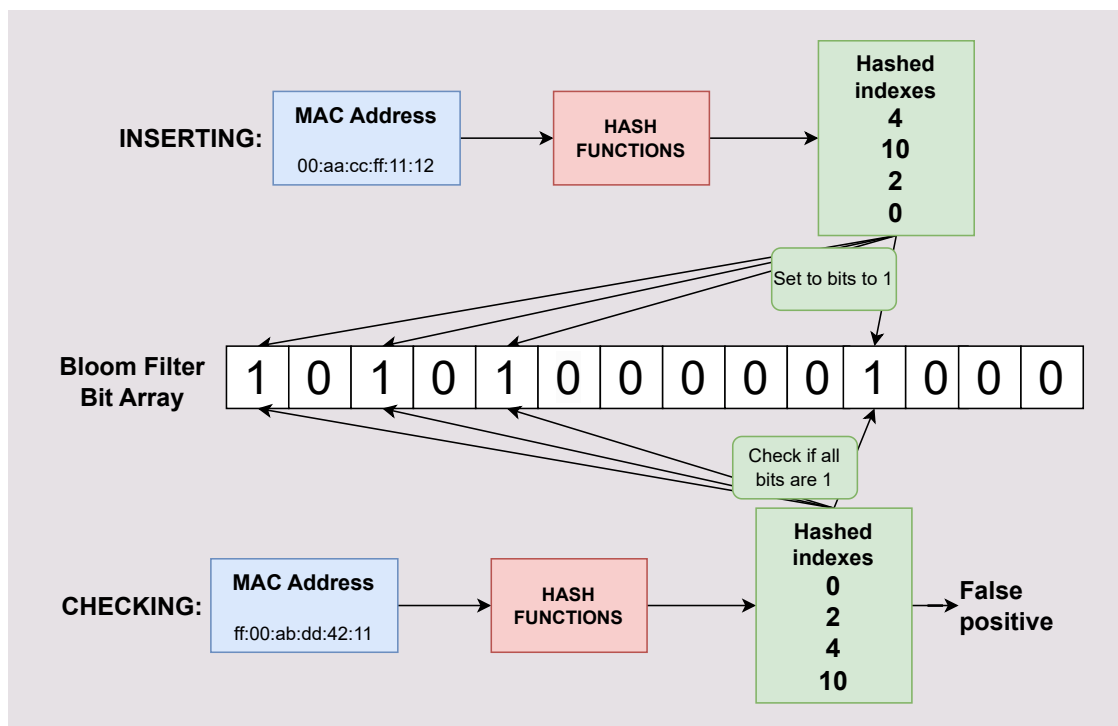 INSERTING:
MAC Address
00:aa:cc:ff:11:12
HASH
FUNCTIONS
Hashed
indexes
4
10
2
0
Set to bits to 1
Bloom Filter
Bit Array
1 0 1 0 1 0 0 0 0 0 1 0 0 0
Check if all
bits are 1
CHECKING:
MAC Address
ff:00:ab:dd:42:11
HASH
FUNCTIONS
Hashed
indexes
0
2
4
10
False
positive